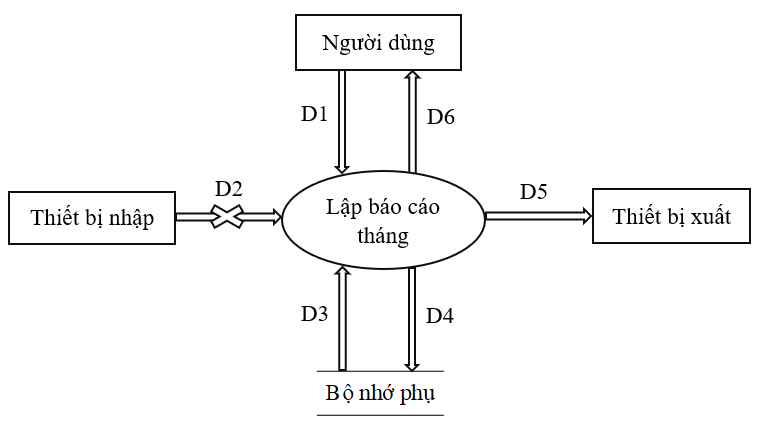 Người dùng
D1
D6
D2
D5
Thiết bị nhập
Lập báo cáo
tháng
Thiết bị xuất
D3
D4
Bộ nhớ phụ